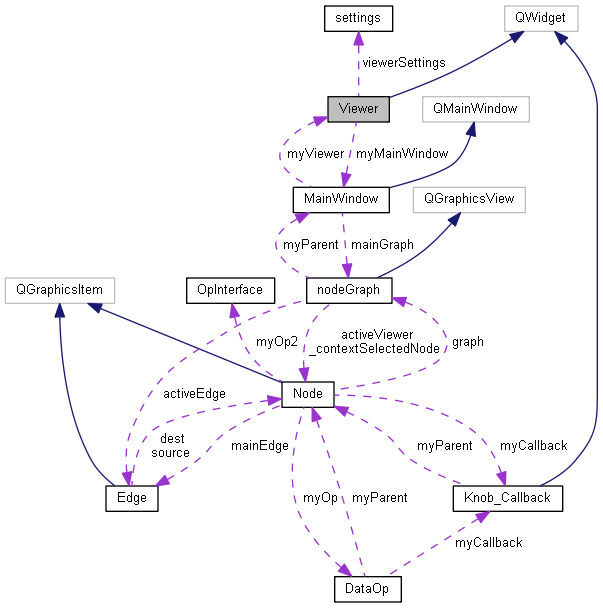 settings
QWidget
viewerSettings
Viewer
QMainWindow
myViewer
myMainWindow
MainWindow
QGraphicsView
myParent
mainGraph
QGraphicsItem
OpInterface
nodeGraph
myOp2
activeViewer
_contextSelectedNode
graph
activeEdge
Node
dest
source
mainEdge
myParent
myCallback
Edge
myOp
myParent
Knob_Callback
myCallback
DataOp